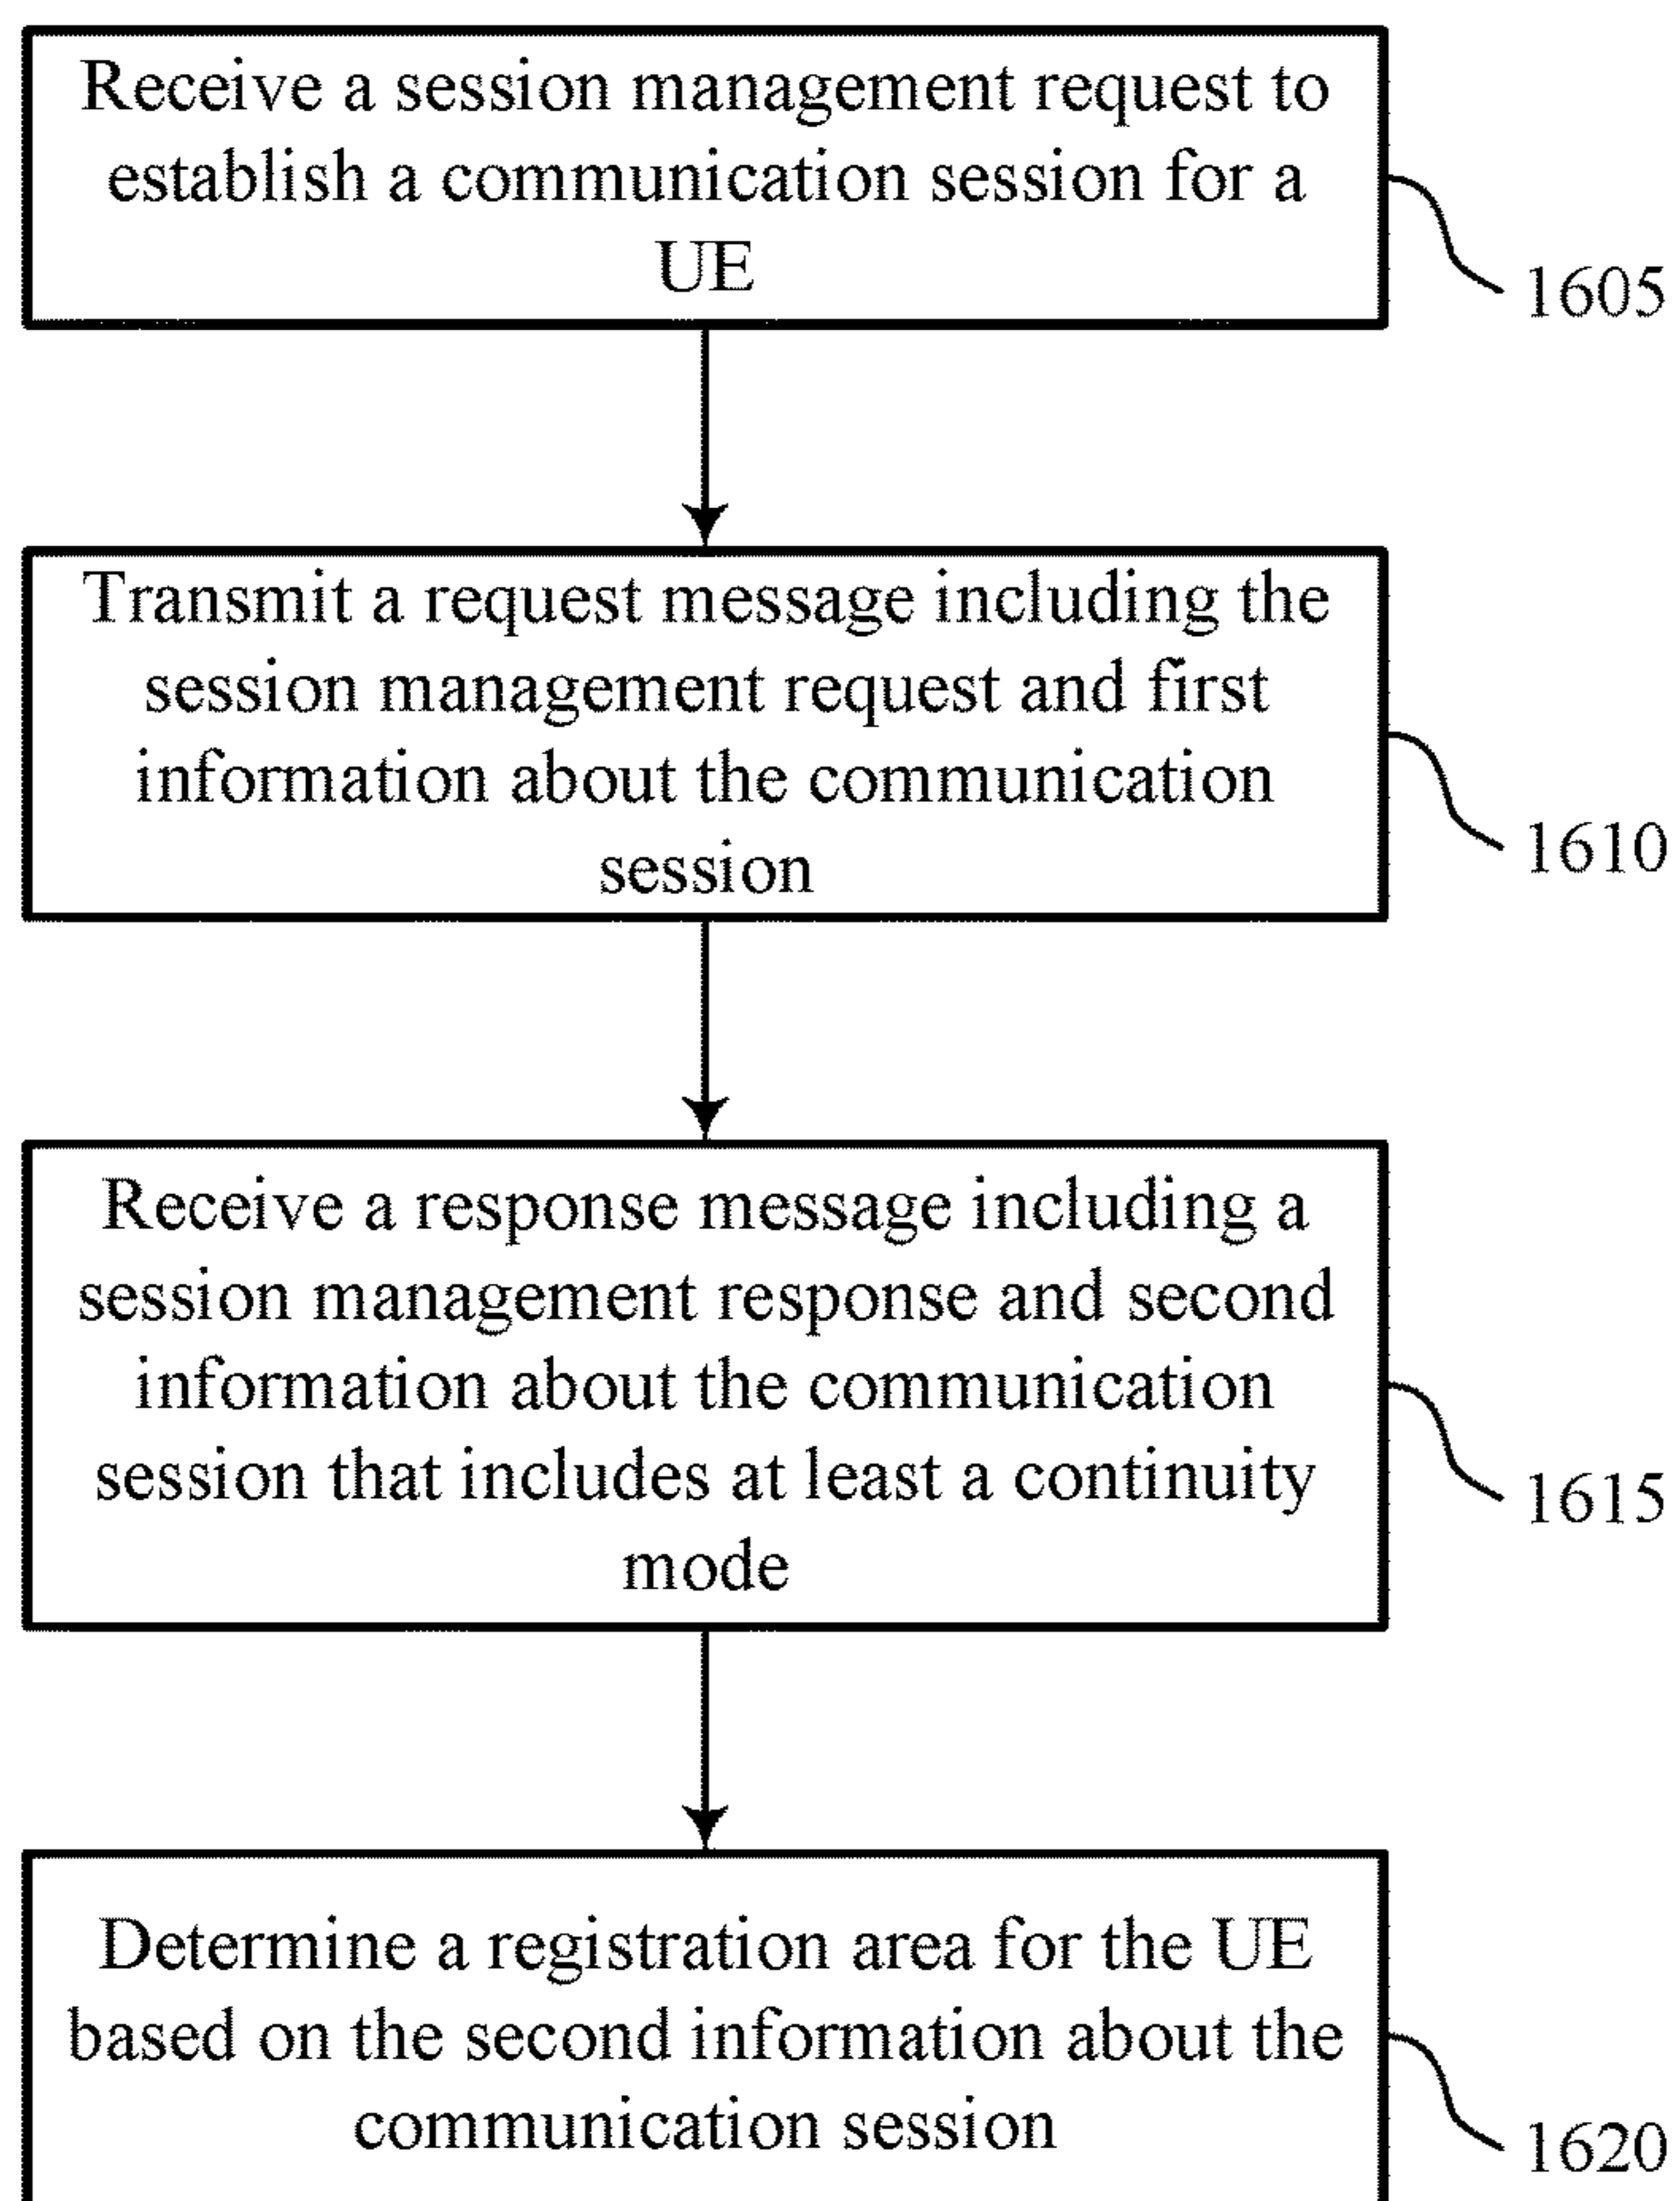 Receive a session management request to
establish a communication session for a
UE
1605
Transmit a request message including the
session management request and first
information about the communication
session
1610
Receive a response message including a
session management response and second
information about the communication
session that includes at least a continuity
mode
1615
Determine a registration area for the UE
based on the second information about the
communication session
1620